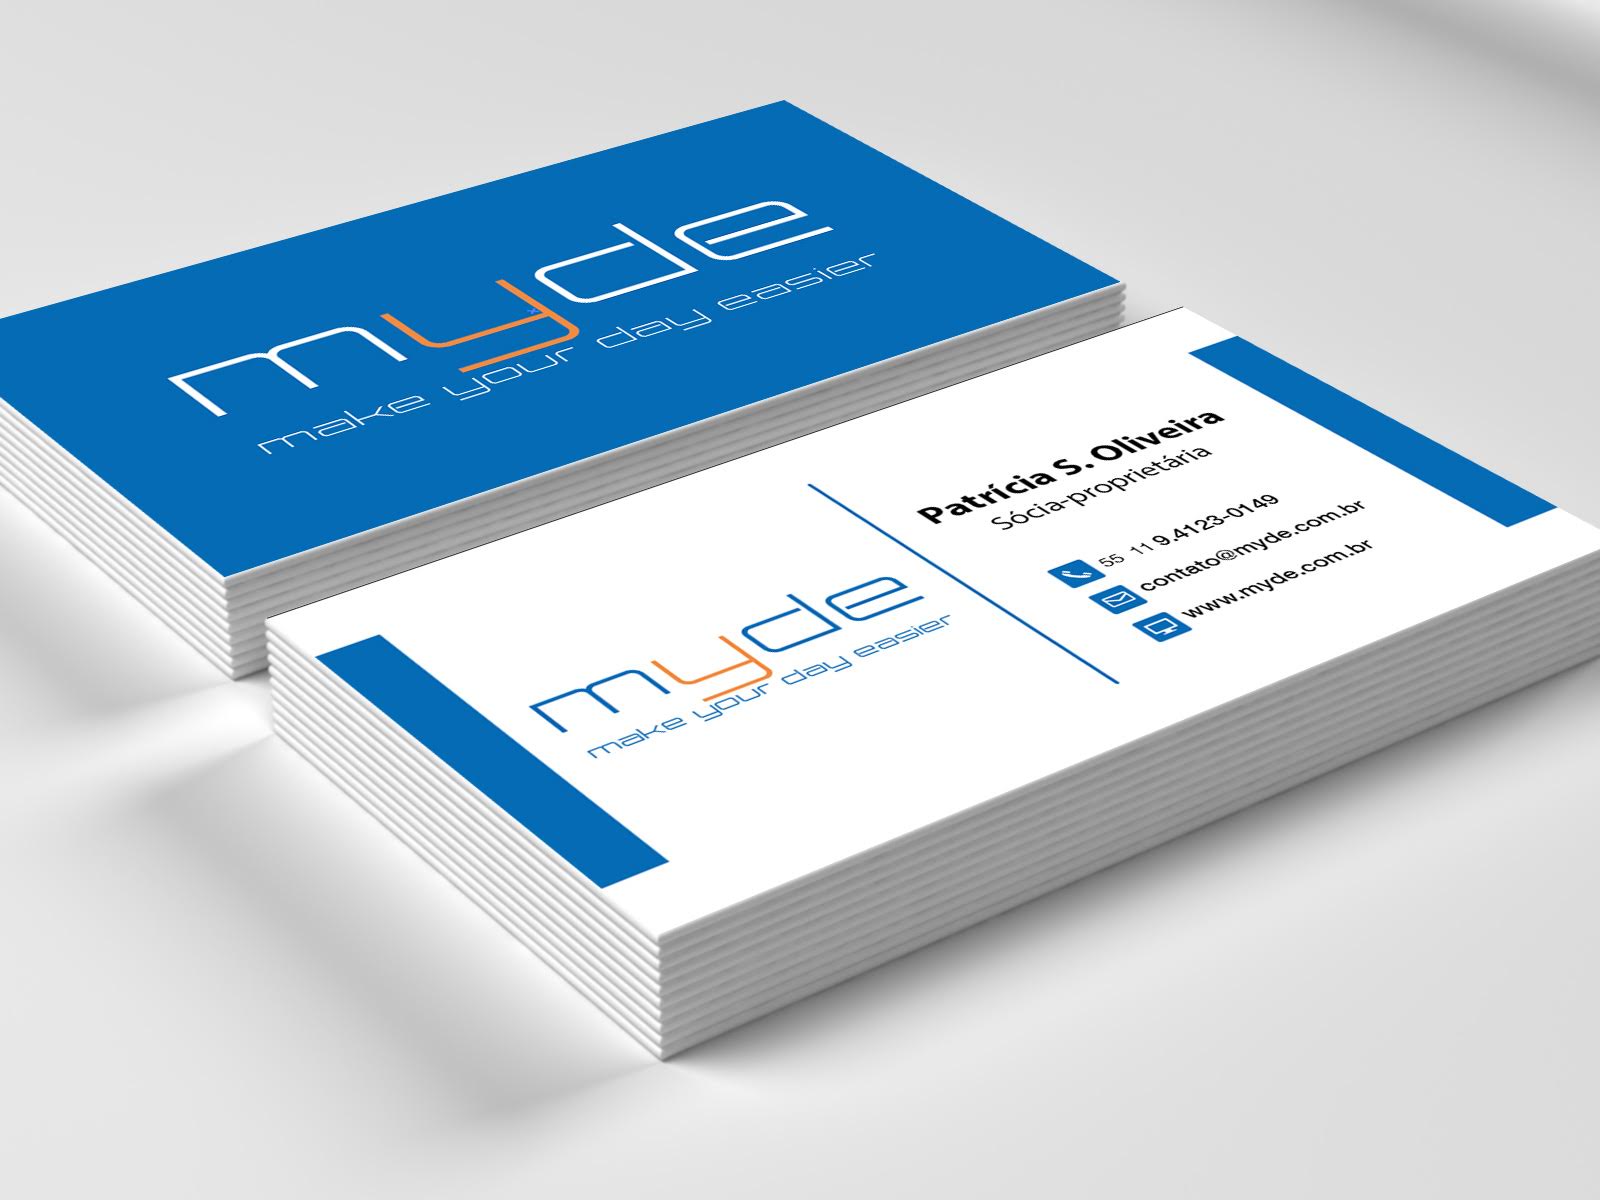 myde
make your day easier
Patrícia S. Oliveira
Sócia-proprietária
55 11 9.4123-0149
contato@myde.com.br
www.myde.com.br
myde
make your day easier